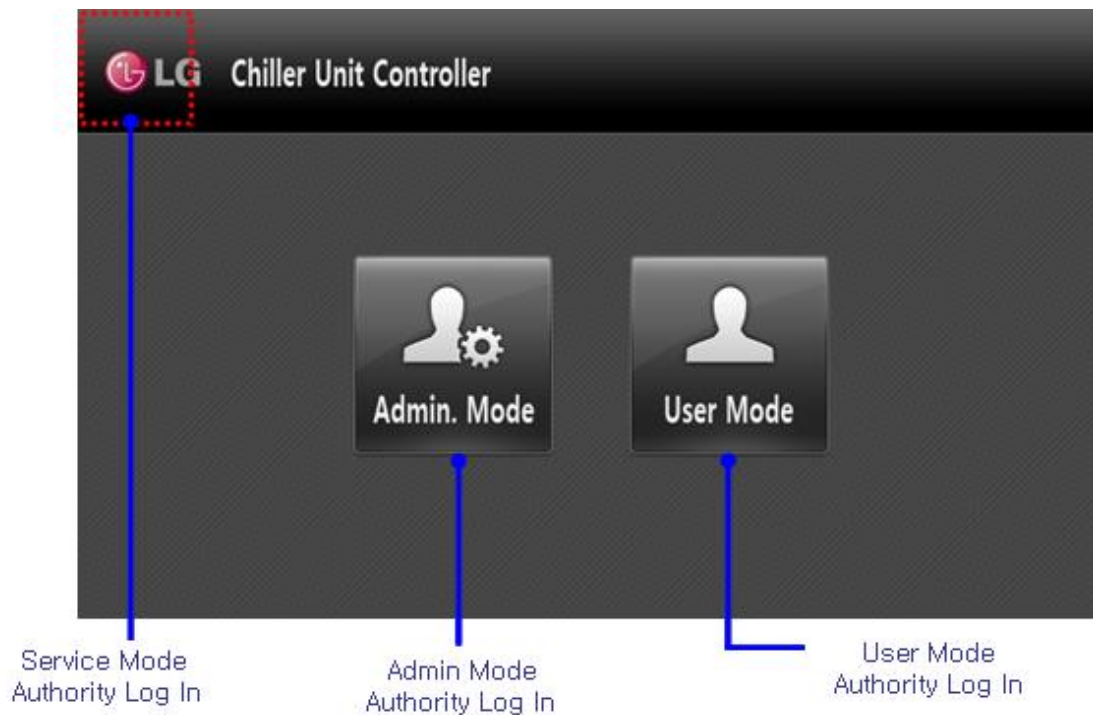 LG Chiller Unit Controller
Admin. Mode
User Mode
Service Mode
Authority Log In
Admin Mode
Authority Log In
User Mode
Authority Log In